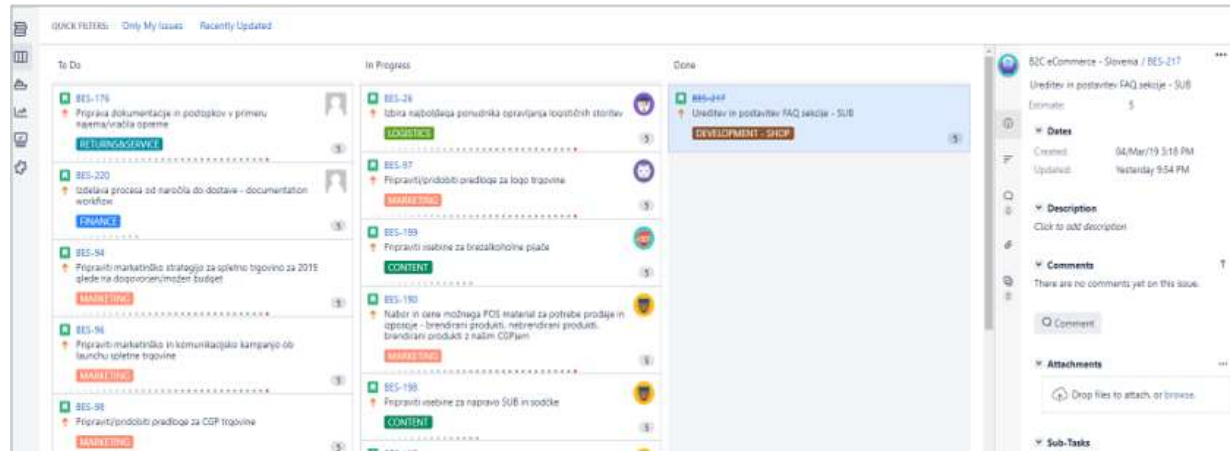 QUICK FILTERS: Only My Issues Recently Updated
To Do
BES-176
Priprava dokumentacije in postopkov v primeru
najema/vračila opreme
RETURNS&SERVICE
5
BES-220
Izdelava procesa od naročila do dostave - documentation
workflow
FINANCE
5
BES-94
Pripraviti marketinško strategijo za spletno trgovino za 2019
glede na dogovorjen/možen budget
MARKETING
5
BES-96
Pripraviti marketinško in komunikacijsko kampanjo ob
launchu spletne trgovine
MARKETING
5
BES-98
Pripraviti/pridobiti predloge za CGP trgovine
MARKETING
5
In Progress
BES-26
Izbira najboljšega ponudnika opravljanja logističnih storitev
LOGISTICS
5
BES-97
Pripraviti/pridobiti predloge za logo trgovine
MARKETING
5
BES-199
Pripraviti vsebine za brezalkoholne pijače
CONTENT
5
BES-190
Nabor in cene možnega POS material za potrebe prodaje in
izposoje - brendirani produkti, nebrendirani produkti,
brendirani produkti z našim CGPjem
MARKETING
5
BES-198
Pripraviti vsebine za napravo SUB in sodčke
CONTENT
5
Done
BES-217
Ureditev in postavitev FAQ sekcije - SUB
DEVELOPMENT - SHOP
5
B2C eCommerce - Slovenia / BES-217
Ureditev in postavitev FAQ sekcije - SUB
Estimate: 5
Dates
Created: 04/Mar/19 3:18 PM
Updated: Yesterday 9:54 PM
Description
Click to add description
Comments
There are no comments yet on this issue.
Comment
Attachments
Drop files to attach, or browse.
Sub-Tasks